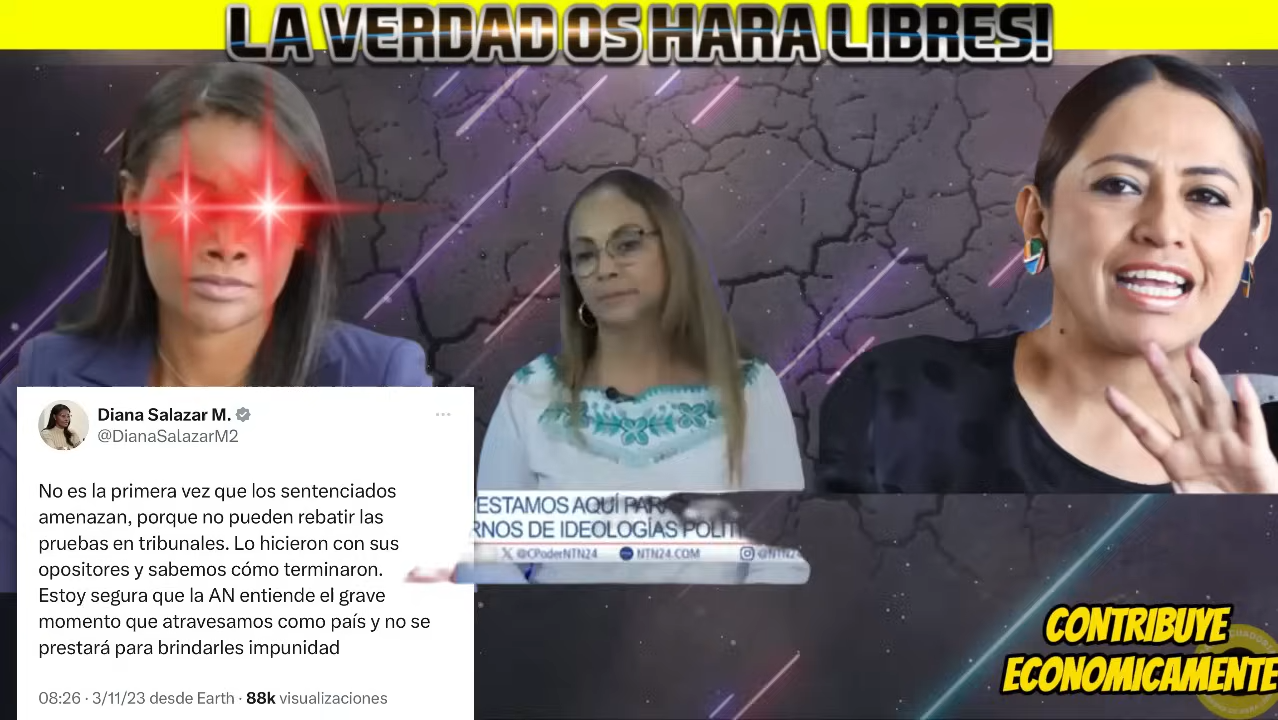 LA VERDAD OS HARA LIBRES!
Diana Salazar M.
@DianaSalazarM2
No es la primera vez que los sentenciados
amenazan, porque no pueden rebatir las
pruebas en tribunales. Lo hicieron con sus
opositores y sabemos cómo terminaron.
Estoy segura que la AN entiende el grave
momento que atravesamos como país y no se
prestará para brindarles impunidad
08:26 · 3/11/23 desde Earth · 88k visualizaciones
ESTAMOS AQUÍ PARA
RNOS DE IDEOLOGÍAS POLÍT
@CPoderNTN24 NTN24.COM @NTN24
CONTRIBUYE
ECONOMICAMENTE